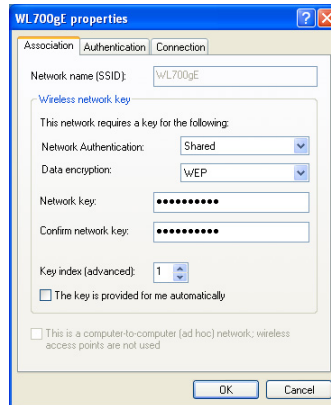 WL700gE properties
Association Authentication Connection
Network name (SSID): WL700gE
Wireless network key
This network requires a key for the following:
Network Authentication: Shared
Data encryption: WEP
Network key: ••••••••••
Confirm network key: ••••••••••
Key index (advanced): 1
The key is provided for me automatically
This is a computer-to-computer (ad hoc) network; wireless
access points are not used
OK Cancel